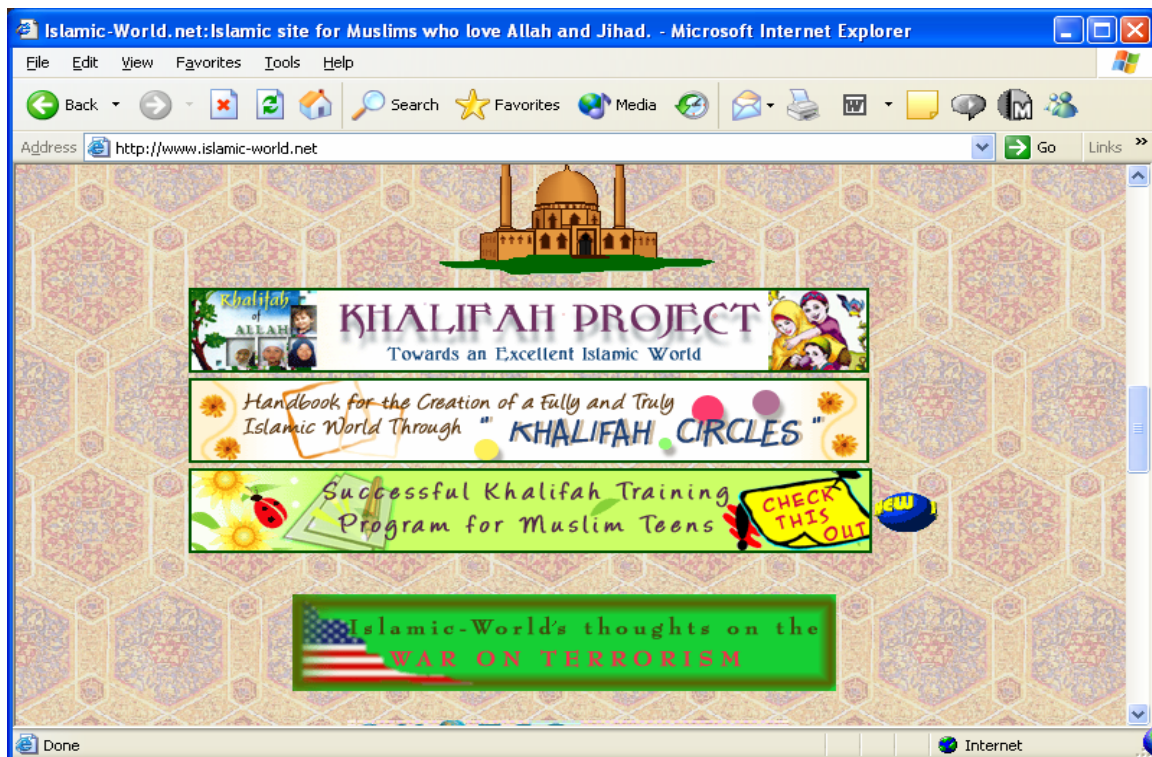 Islamic-World.net:Islamic site for Muslims who love Allah and Jihad. - Microsoft Internet Explorer
File Edit View Favorites Tools Help
Back Search Favorites Media
Address http://www.islamic-world.net Go Links »
Khalifah
of
ALLAH
KHALIFAH PROJECT
Towards an Excellent Islamic World
Handbook for the Creation of a Fully and Truly
Islamic World Through " KHALIFAH CIRCLES "
Successful Khalifah Training
Program for Muslim Teens
CHECK
THIS
OUT
NEW
Islamic-World's thoughts on the
WAR ON TERRORISM
Done Internet